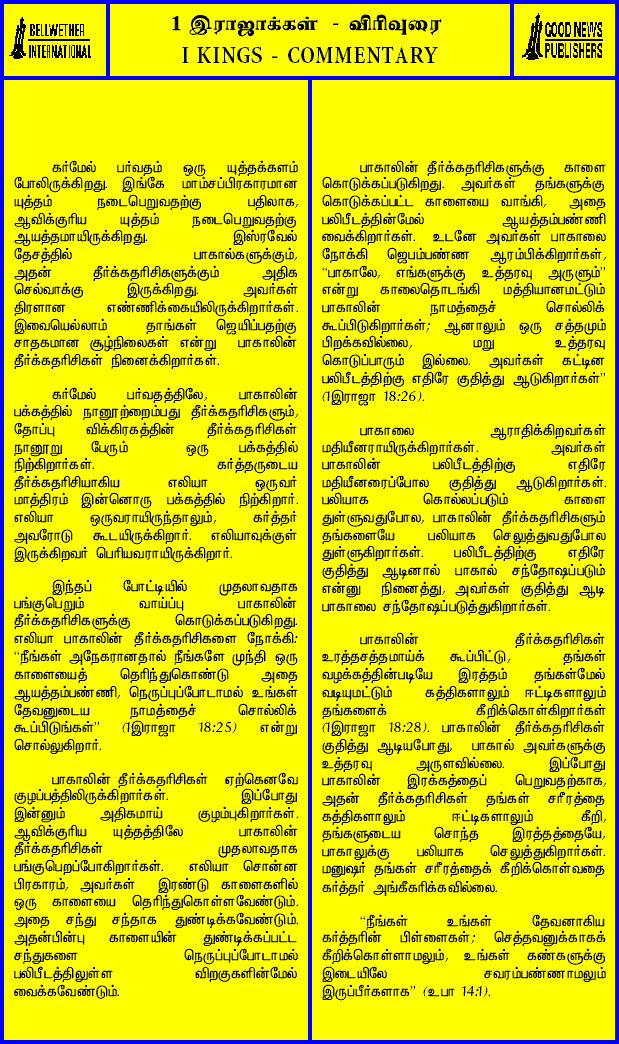 BELLWETHER
INTERNATIONAL
1 இராஜாக்கள் - விரிவுரை
I KINGS - COMMENTARY
GOOD NEWS
PUBLISHERS
கர்மேல் பர்வதம் ஒரு யுத்தக்களம்
போலிருக்கிறது. இங்கே மாம்சப்பிரகாரமான
யுத்தம் நடைபெறுவதற்கு பதிலாக,
ஆவிக்குரிய யுத்தம் நடைபெறுவதற்கு
ஆயத்தமாயிருக்கிறது. இஸ்ரவேல்
தேசத்தில் பாகால்களுக்கும்,
அதன் தீர்க்கதரிசிகளுக்கும் அதிக
செல்வாக்கு இருக்கிறது. அவர்கள்
திரளான எண்ணிக்கையிலிருக்கிறார்கள்.
இவையெல்லாம் தாங்கள் ஜெயிப்பதற்கு
சாதகமான சூழ்நிலைகள் என்று பாகாலின்
தீர்க்கதரிசிகள் நினைக்கிறார்கள்.
கர்மேல் பர்வதத்திலே, பாகாலின்
பக்கத்தில் நானூற்றைம்பது தீர்க்கதரிசிகளும்,
தோப்பு விக்கிரகத்தின் தீர்க்கதரிசிகள்
நானூறு பேரும் ஒரு பக்கத்தில்
நிற்கிறார்கள். கர்த்தருடைய
தீர்க்கதரிசியாகிய எலியா ஒருவர்
மாத்திரம் இன்னொரு பக்கத்தில் நிற்கிறார்.
எலியா ஒருவராயிருந்தாலும், கர்த்தர்
அவரோடு கூடயிருக்கிறார். எலியாவுக்குள்
இருக்கிறவர் பெரியவராயிருக்கிறார்.
இந்தப் போட்டியில் முதலாவதாக
பங்குபெறும் வாய்ப்பு பாகாலின்
தீர்க்கதரிசிகளுக்கு கொடுக்கப்படுகிறது.
எலியா பாகாலின் தீர்க்கதரிசிகளை நோக்கி:
“நீங்கள் அநேகரானதால் நீங்களே முந்தி ஒரு
காளையைத் தெரிந்துகொண்டு அதை
ஆயத்தம்பண்ணி, நெருப்புப்போடாமல் உங்கள்
தேவனுடைய நாமத்தைச் சொல்லிக்
கூப்பிடுங்கள்” (1இராஜா 18:25) என்று
சொல்லுகிறார்.
பாகாலின் தீர்க்கதரிசிகள் ஏற்கெனவே
குழப்பத்திலிருக்கிறார்கள். இப்போது
இன்னும் அதிகமாய் குழம்புகிறார்கள்.
ஆவிக்குரிய யுத்தத்திலே பாகாலின்
தீர்க்கதரிசிகள் முதலாவதாக
பங்குபெறப்போகிறார்கள். எலியா சொன்ன
பிரகாரம், அவர்கள் இரண்டு காளைகளில்
ஒரு காளையை தெரிந்துகொள்ளவேண்டும்.
அதை சந்து சந்தாக துண்டிக்கவேண்டும்.
அதன்பின்பு காளையின் துண்டிக்கப்பட்ட
சந்துகளை நெருப்புப்போடாமல்
பலிபீடத்திலுள்ள விறகுகளின்மேல்
வைக்கவேண்டும்.
பாகாலின் தீர்க்கதரிசிகளுக்கு காளை
கொடுக்கப்படுகிறது. அவர்கள் தங்களுக்கு
கொடுக்கப்பட்ட காளையை வாங்கி, அதை
பலிபீடத்தின்மேல் ஆயத்தம்பண்ணி
வைக்கிறார்கள். உடனே அவர்கள் பாகாலை
நோக்கி ஜெபம்பண்ண ஆரம்பிக்கிறார்கள்,
“பாகாலே, எங்களுக்கு உத்தரவு அருளும்”
என்று காலைதொடங்கி மத்தியானமட்டும்
பாகாலின் நாமத்தைச் சொல்லிக்
கூப்பிடுகிறார்கள்; ஆனாலும் ஒரு சத்தமும்
பிறக்கவில்லை, மறு உத்தரவு
கொடுப்பாரும் இல்லை. அவர்கள் கட்டின
பலிபீடத்திற்கு எதிரே குதித்து ஆடுகிறார்கள்”
(1இராஜா 18:26).
பாகாலை ஆராதிக்கிறவர்கள்
மதியீனராயிருக்கிறார்கள். அவர்கள்
பாகாலின் பலிபீடத்திற்கு எதிரே
மதியீனரைப்போல குதித்து ஆடுகிறார்கள்.
பலியாக கொல்லப்படும் காளை
துள்ளுவதுபோல, பாகாலின் தீர்க்கதரிசிகளும்
தங்களையே பலியாக செலுத்துவதுபோல
துள்ளுகிறார்கள். பலிபீடத்திற்கு எதிரே
குதித்து ஆடினால் பாகால் சந்தோஷப்படும்
என்னு நினைத்து, அவர்கள் குதித்து ஆடி
பாகாலை சந்தோஷப்படுத்துகிறார்கள்.
பாகாலின் தீர்க்கதரிசிகள்
உரத்தசத்தமாய்க் கூப்பிட்டு, தங்கள்
வழக்கத்தின்படியே இரத்தம் தங்கள்மேல்
வடியுமட்டும் கத்திகளாலும் ஈட்டிகளாலும்
தங்களைக் கீறிக்கொள்கிறார்கள்
(1இராஜா 18:28). பாகாலின் தீர்க்கதரிசிகள்
குதித்து ஆடியபோது, பாகால் அவர்களுக்கு
உத்தரவு அருளவில்லை. இப்போது
பாகாலின் இரக்கத்தைப் பெறுவதற்காக,
அதன் தீர்க்கதரிசிகள் தங்கள் சரீரத்தை
கத்திகளாலும் ஈட்டிகளாலும் கீறி,
தங்களுடைய சொந்த இரத்தத்தையே,
பாகாலுக்கு பலியாக செலுத்துகிறார்கள்.
மனுஷர் தங்கள் சரீரத்தைக் கீறிக்கொள்வதை
கர்த்தர் அங்கீகரிக்கவில்லை.
“நீங்கள் உங்கள் தேவனாகிய
கர்த்தரின் பிள்ளைகள்; செத்தவனுக்காகக்
கீறிக்கொள்ளாமலும், உங்கள் கண்களுக்கு
இடையிலே சவரம்பண்ணாமலும்
இருப்பீர்களாக” (உபா 14:1).